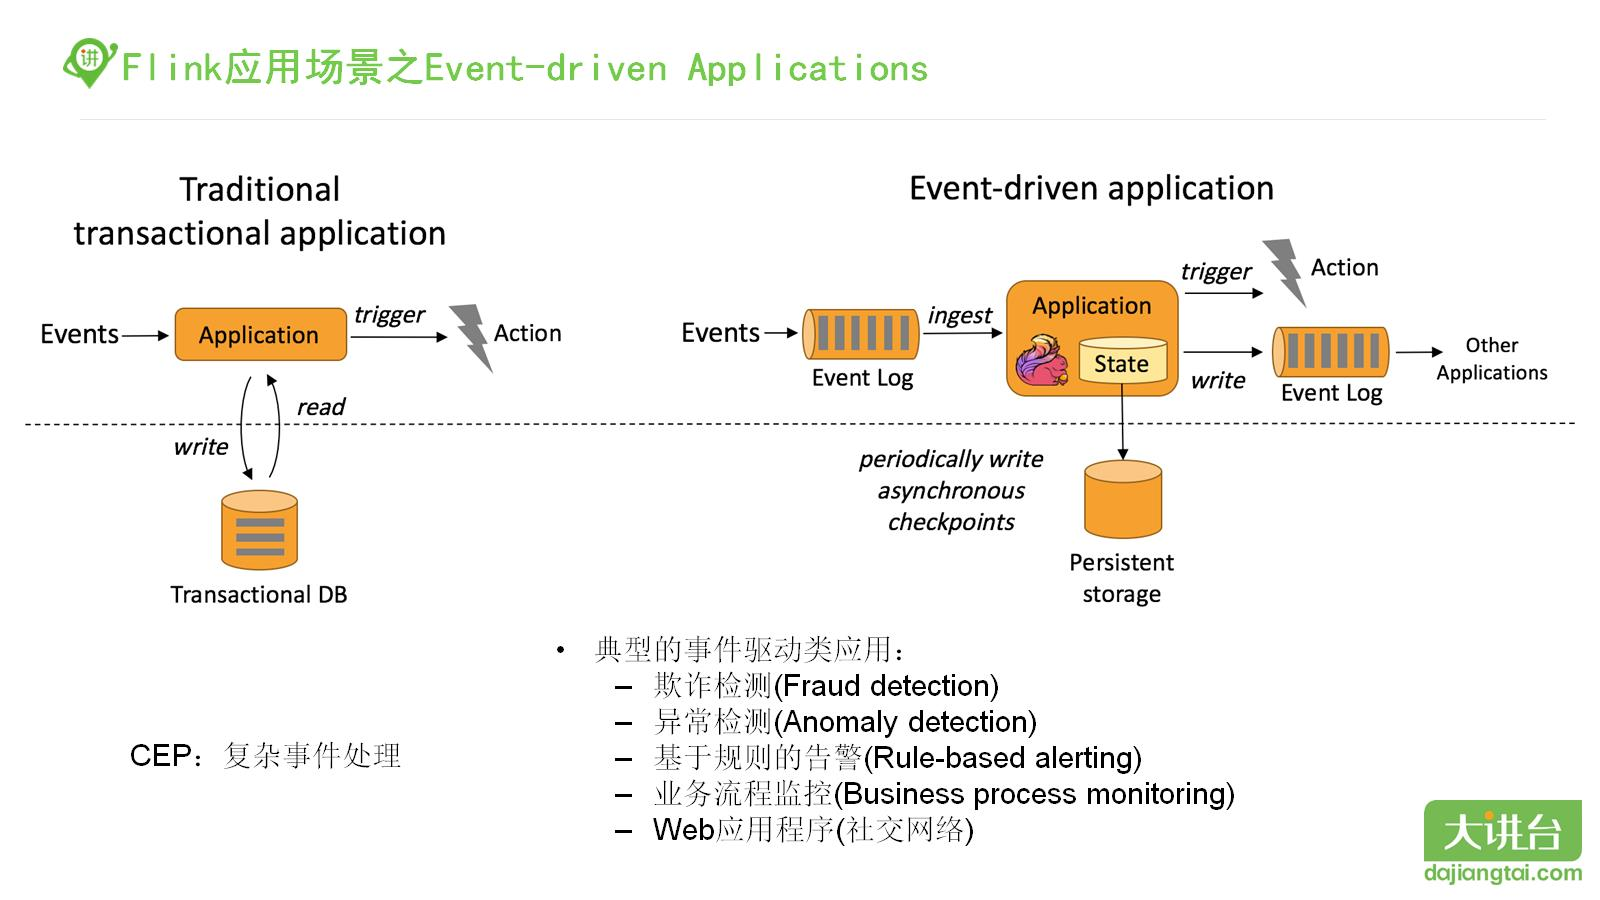 讲
Flink应用场景之Event-driven Applications
Traditional
transactional application
Events
Application
trigger
Action
read
write
Transactional DB
Event-driven application
Events
Event Log
ingest
Application
State
trigger
Action
write
Event Log
Other
Applications
periodically write
asynchronous
checkpoints
Persistent
storage
CEP：复杂事件处理
• 典型的事件驱动类应用：
– 欺诈检测(Fraud detection)
– 异常检测(Anomaly detection)
– 基于规则的告警(Rule-based alerting)
– 业务流程监控(Business process monitoring)
– Web应用程序(社交网络)
大讲台
dajiangtai.com